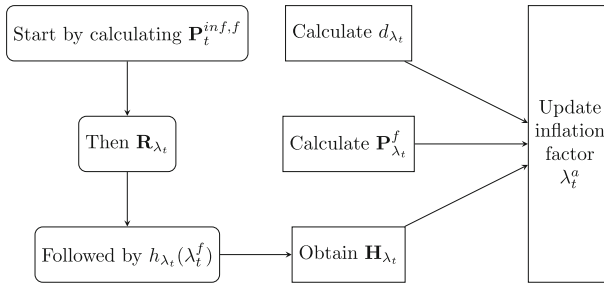 Start by calculating $\mathbf{P}_t^{inf,f}$
Calculate $d_{\lambda_t}$
Then $\mathbf{R}_{\lambda_t}$
Calculate $\mathbf{P}_{\lambda_t}^f$
Followed by $h_{\lambda_t}(\lambda_t^f)$
Obtain $\mathbf{H}_{\lambda_t}$
Update
inflation
factor
$\lambda_t^a$